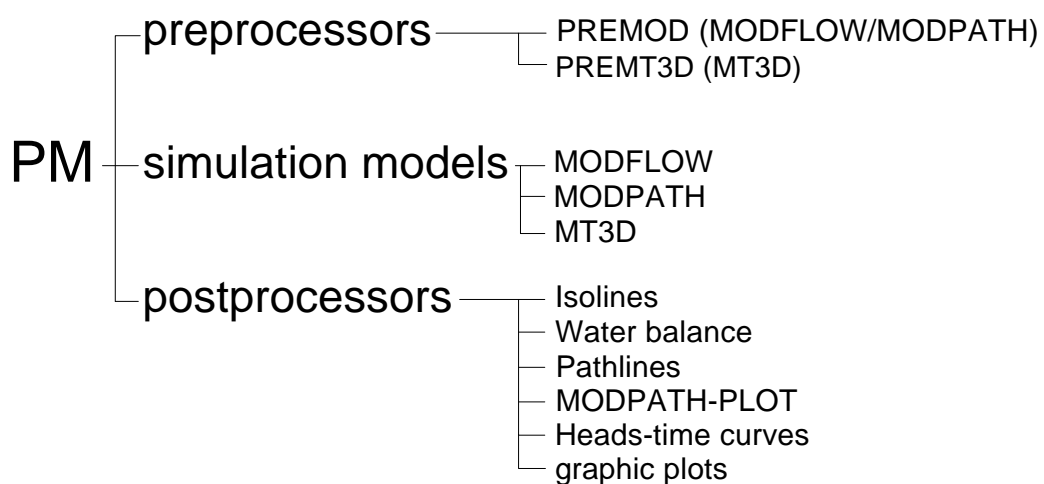 preprocessors
PREMOD (MODFLOW/MODPATH)
PREMT3D (MT3D)
PM
simulation models
MODFLOW
MODPATH
MT3D
postprocessors
Isolines
Water balance
Pathlines
MODPATH-PLOT
Heads-time curves
graphic plots